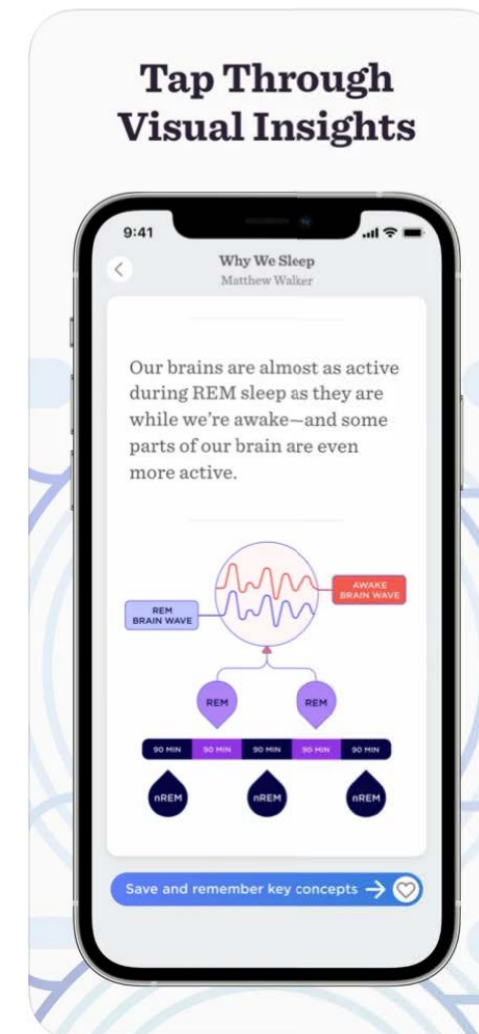 Tap Through
Visual Insights
9:41
Why We Sleep
Matthew Walker
Our brains are almost as active
during REM sleep as they are
while we're awake—and some
parts of our brain are even
more active.
AWAKE
BRAIN WAVE
REM
BRAIN WAVE
REM REM
90 MIN 90 MIN 90 MIN 90 MIN 90 MIN
nREM nREM nREM
Save and remember key concepts